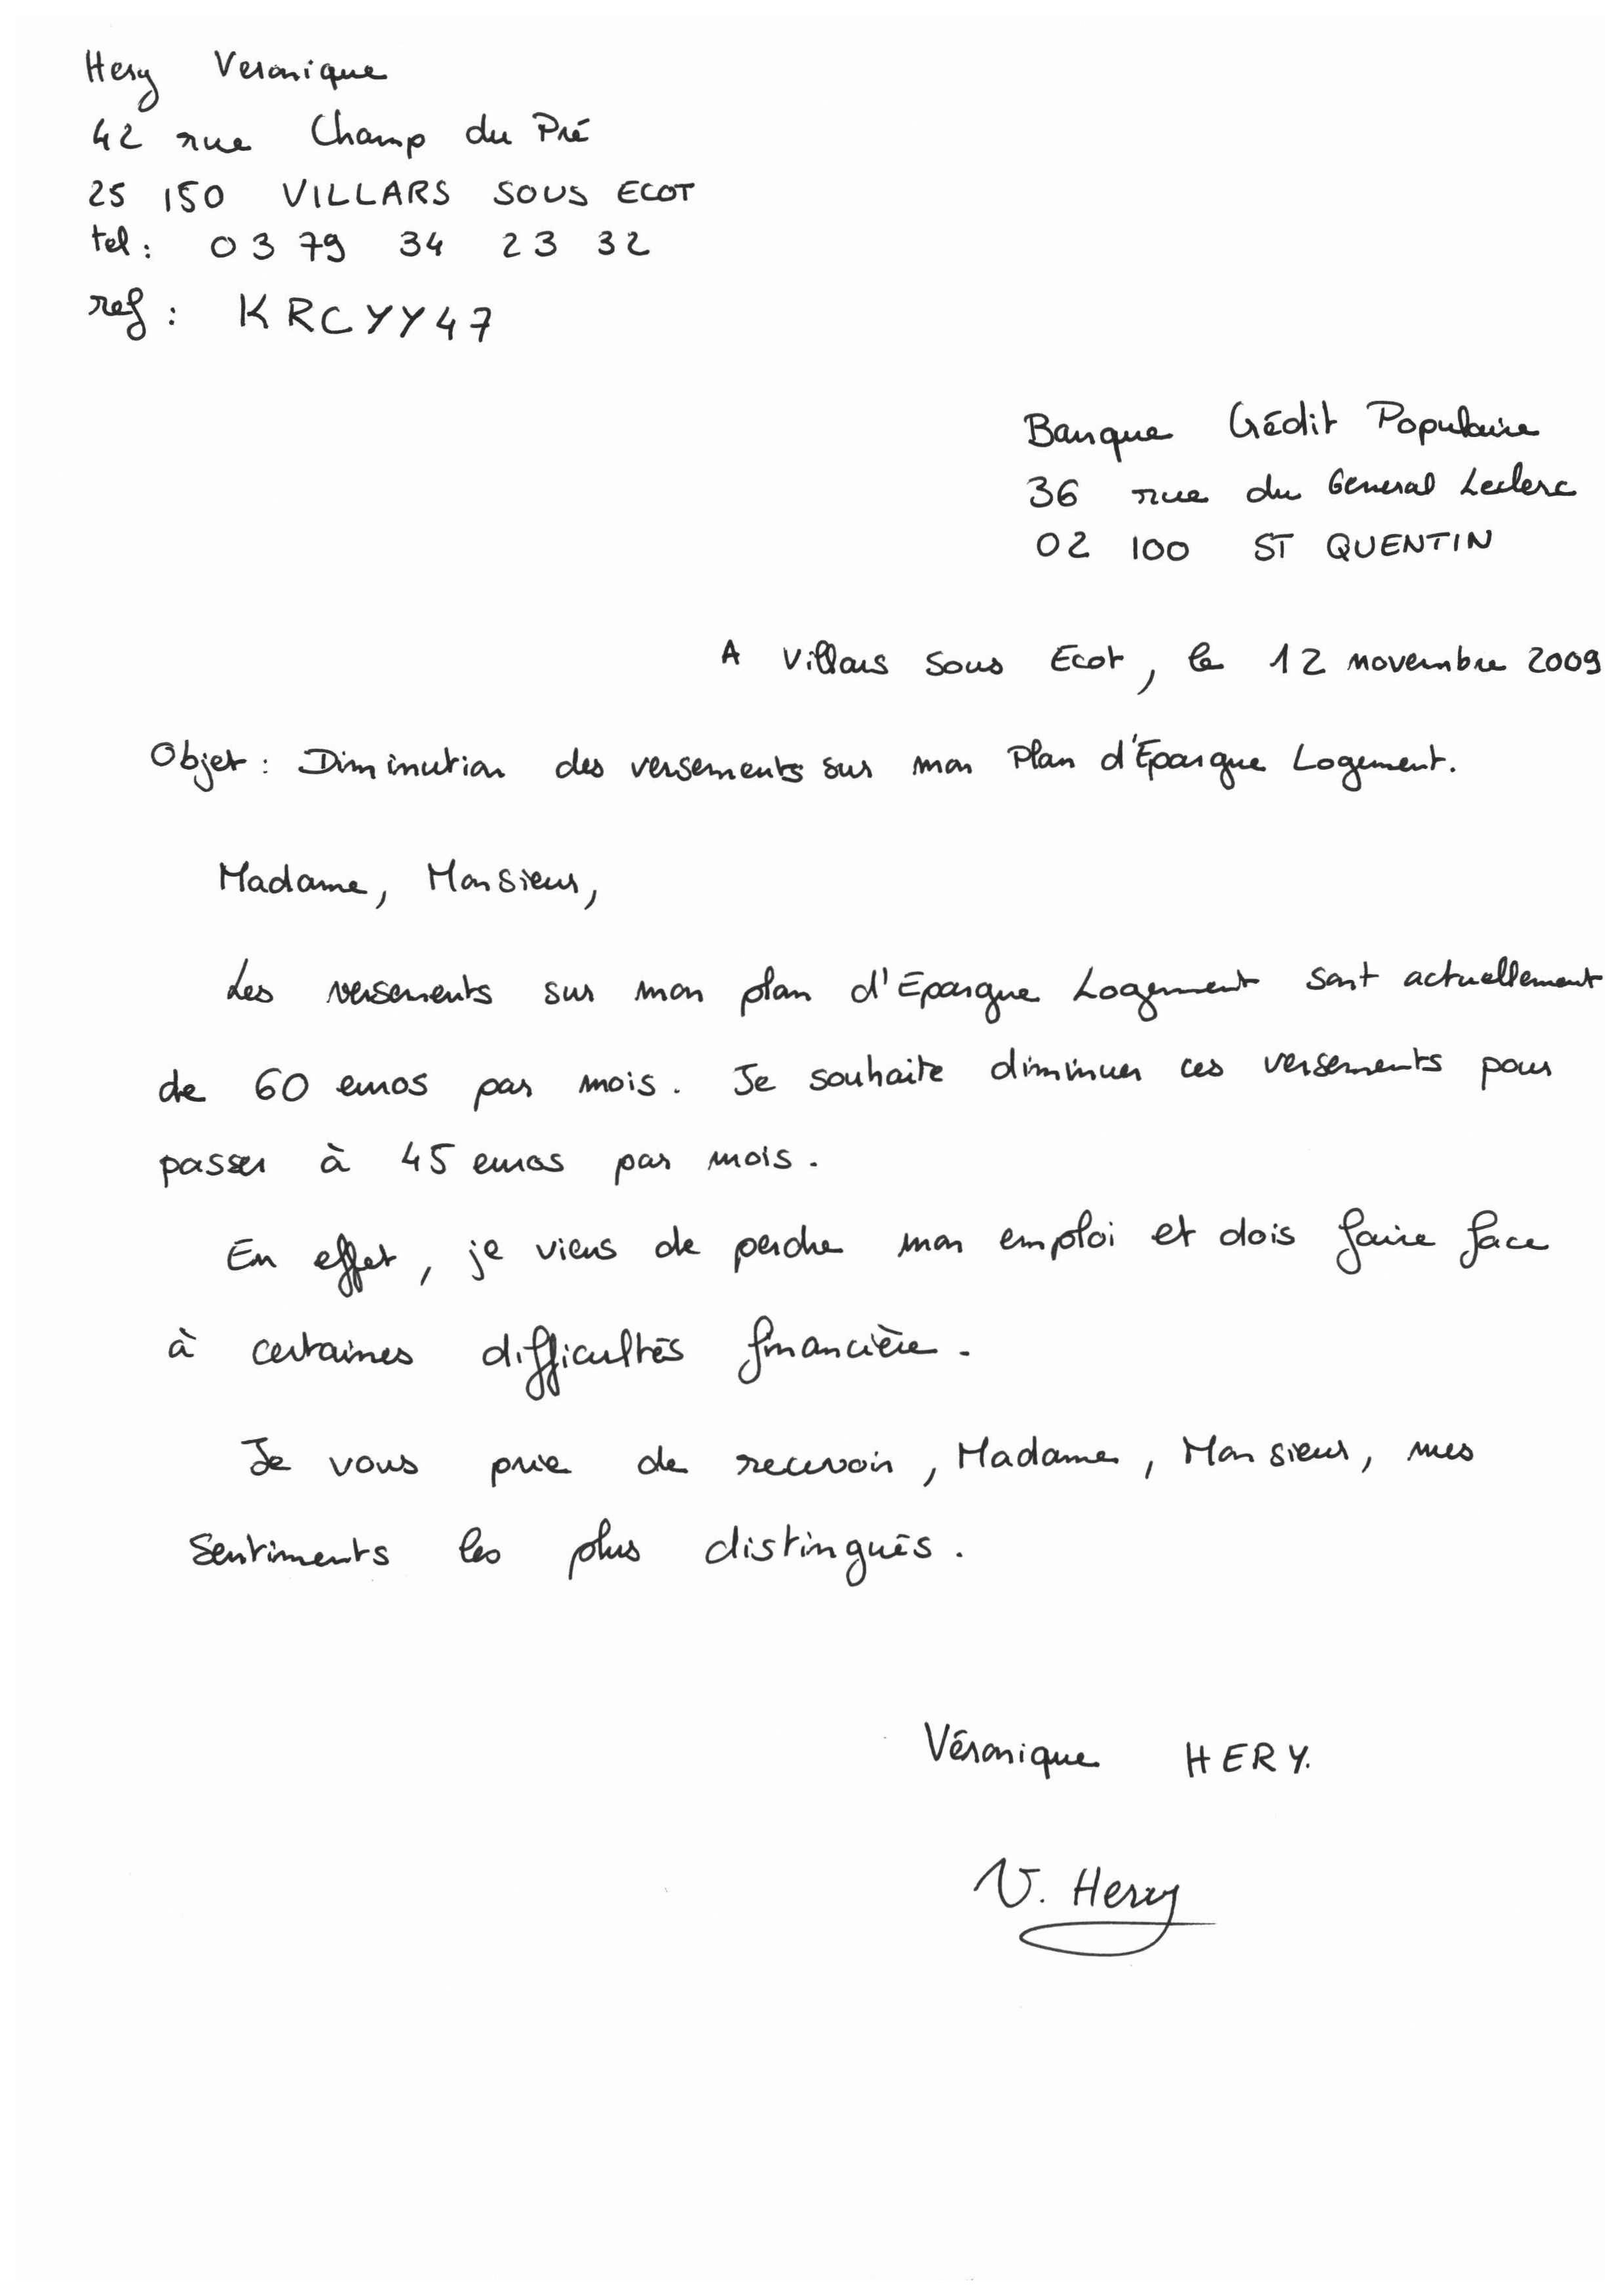 Hery Veronique
42 rue Champ du Pré
25 150 VILLARS SOUS ECOT
tel : 03 79 34 23 32
ref : KRCYY47
Banque Crédit Populaire
36 rue du General Leclerc
02 100 ST QUENTIN
A Villars sous Ecot, le 12 novembre 2009
Objet : Diminution des versements sur mon Plan d'Epargne Logement.
Madame, Monsieur,
Les versements sur mon plan d'Epargne Logement sont actuellement
de 60 euros par mois. Je souhaite diminuer ces versements pour
passer à 45 euros par mois.
En effet, je viens de perdre mon emploi et dois faire face
à certaines difficultés financière.
Je vous prie de recevoir, Madame, Monsieur, mes
sentiments les plus distingués.
Véronique HERY.
V. Hery